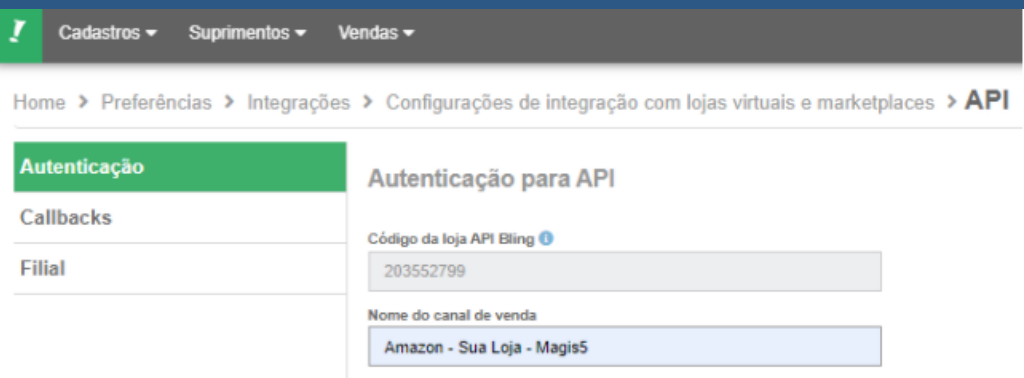 Cadastros Suprimentos Vendas
Home > Preferências > Integrações > Configurações de integração com lojas virtuais e marketplaces > API
Autenticação
Callbacks
Filial
Autenticação para API
Código da loja API Bling
203552799
Nome do canal de venda
Amazon - Sua Loja - Magis5